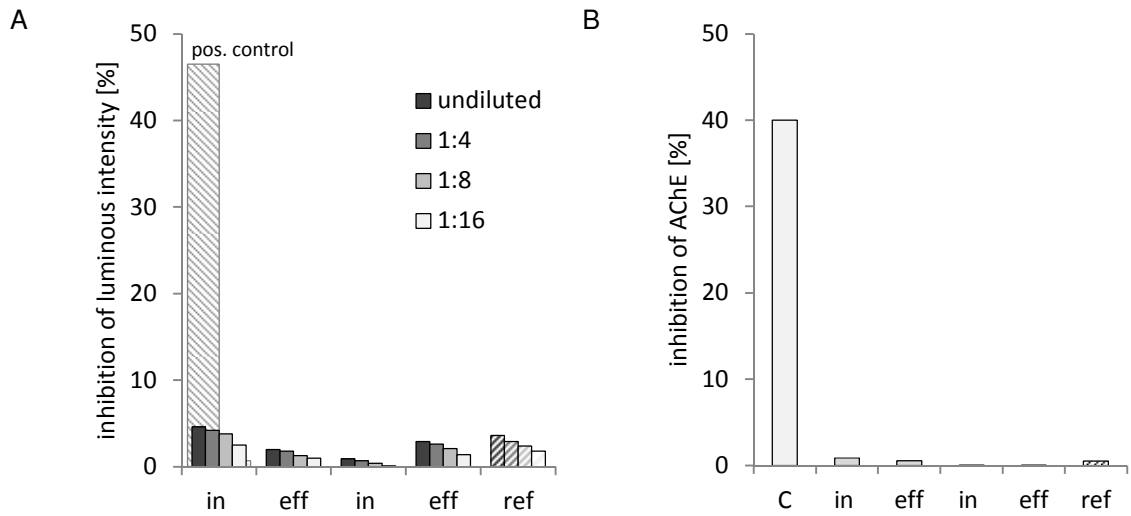 A
inhibition of luminous intensity [%]
50
40
30
20
10
0
pos. control
undiluted
1:4
1:8
1:16
in eff in eff ref
B
inhibition of AChE [%]
50
40
30
20
10
0
C in eff in eff ref